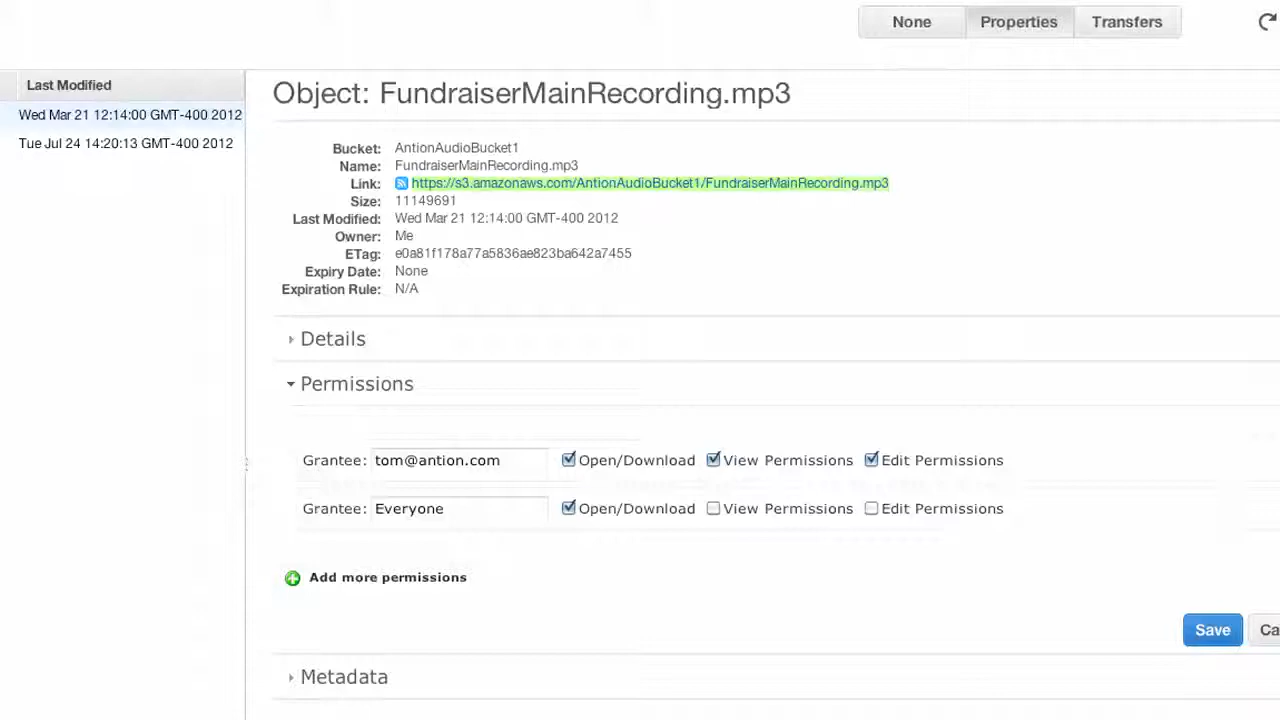 None Properties Transfers
Last Modified
Wed Mar 21 12:14:00 GMT-400 2012
Tue Jul 24 14:20:13 GMT-400 2012
Object: FundraiserMainRecording.mp3
Bucket: AntionAudioBucket1
Name: FundraiserMainRecording.mp3
Link: https://s3.amazonaws.com/AntionAudioBucket1/FundraiserMainRecording.mp3
Size: 11149691
Last Modified: Wed Mar 21 12:14:00 GMT-400 2012
Owner: Me
ETag: e0a81f178a77a5836ae823ba642a7455
Expiry Date: None
Expiration Rule: N/A
Details
Permissions
Grantee: tom@antion.com Open/Download View Permissions Edit Permissions
Grantee: Everyone Open/Download View Permissions Edit Permissions
Add more permissions
Save Ca
Metadata